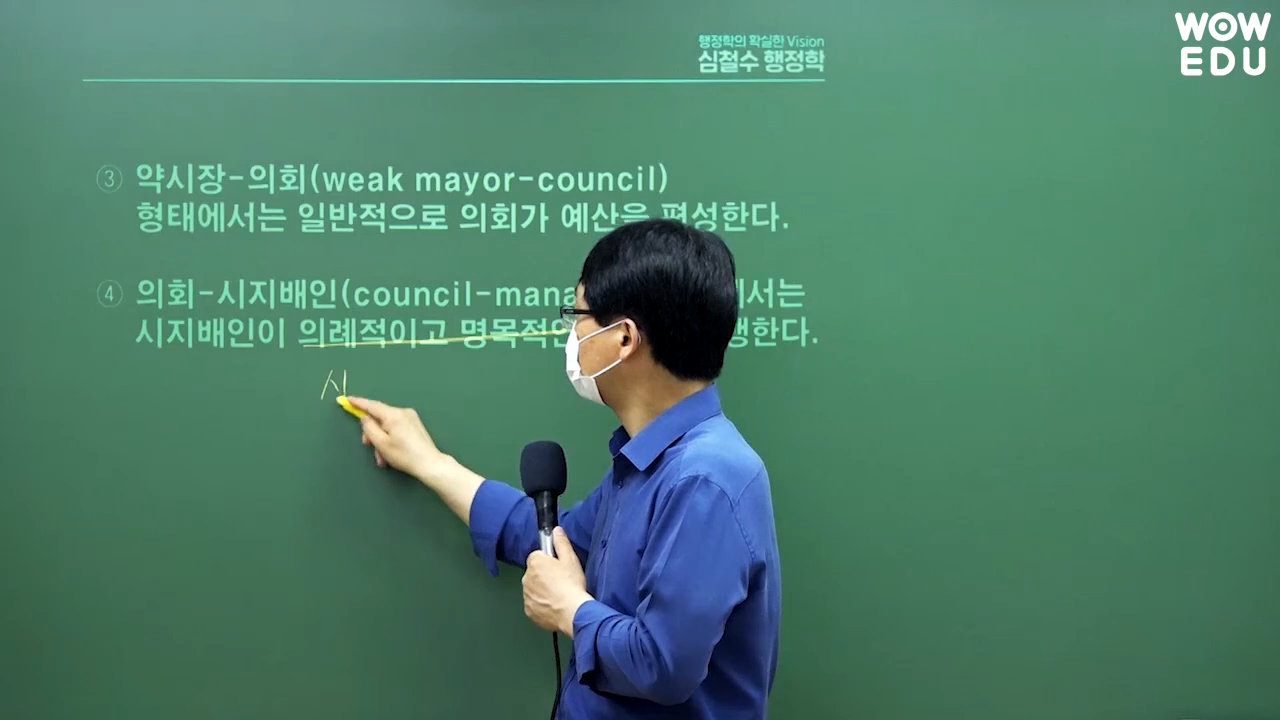 WOW
EDU
행정학의 확실한 Vision
심철수 행정학
③ 약시장-의회(weak mayor-council)
형태에서는 일반적으로 의회가 예산을 편성한다.
④ 의회-시지배인(council-mana
시지배인이 의례적이고 명목적인
시